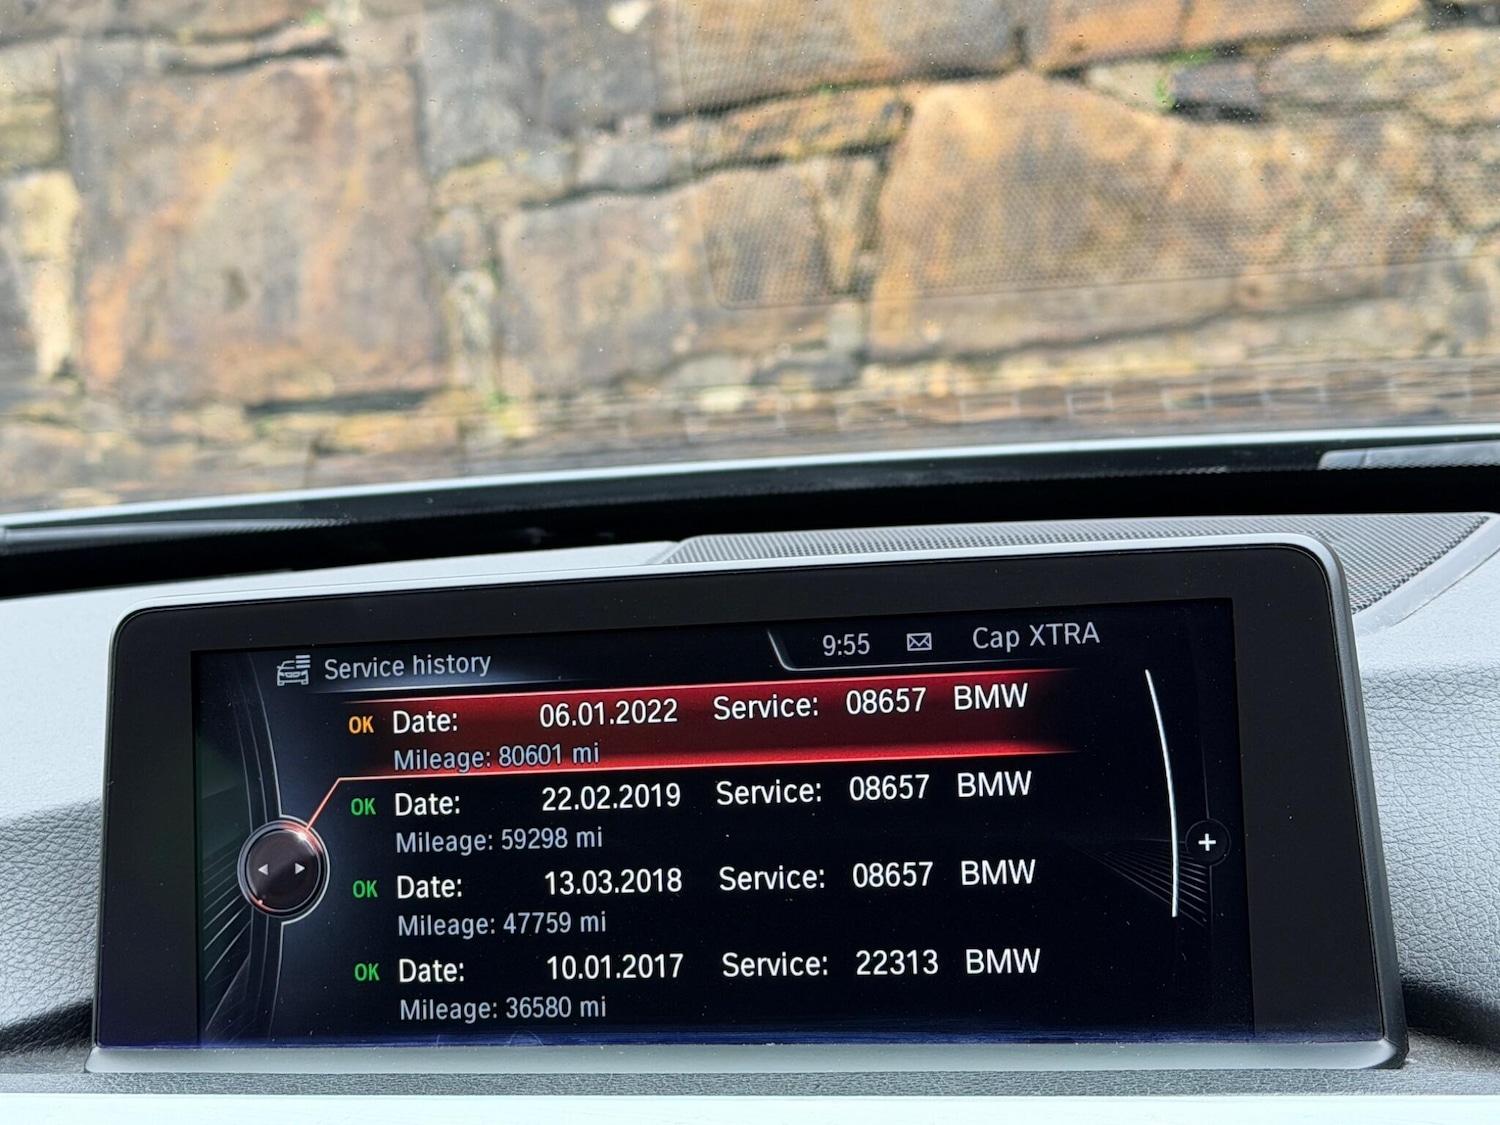 Service history 9:55 Cap XTRA
OK Date: 06.01.2022 Service: 08657 BMW
Mileage: 80601 mi
OK Date: 22.02.2019 Service: 08657 BMW
Mileage: 59298 mi
OK Date: 13.03.2018 Service: 08657 BMW
Mileage: 47759 mi
OK Date: 10.01.2017 Service: 22313 BMW
Mileage: 36580 mi